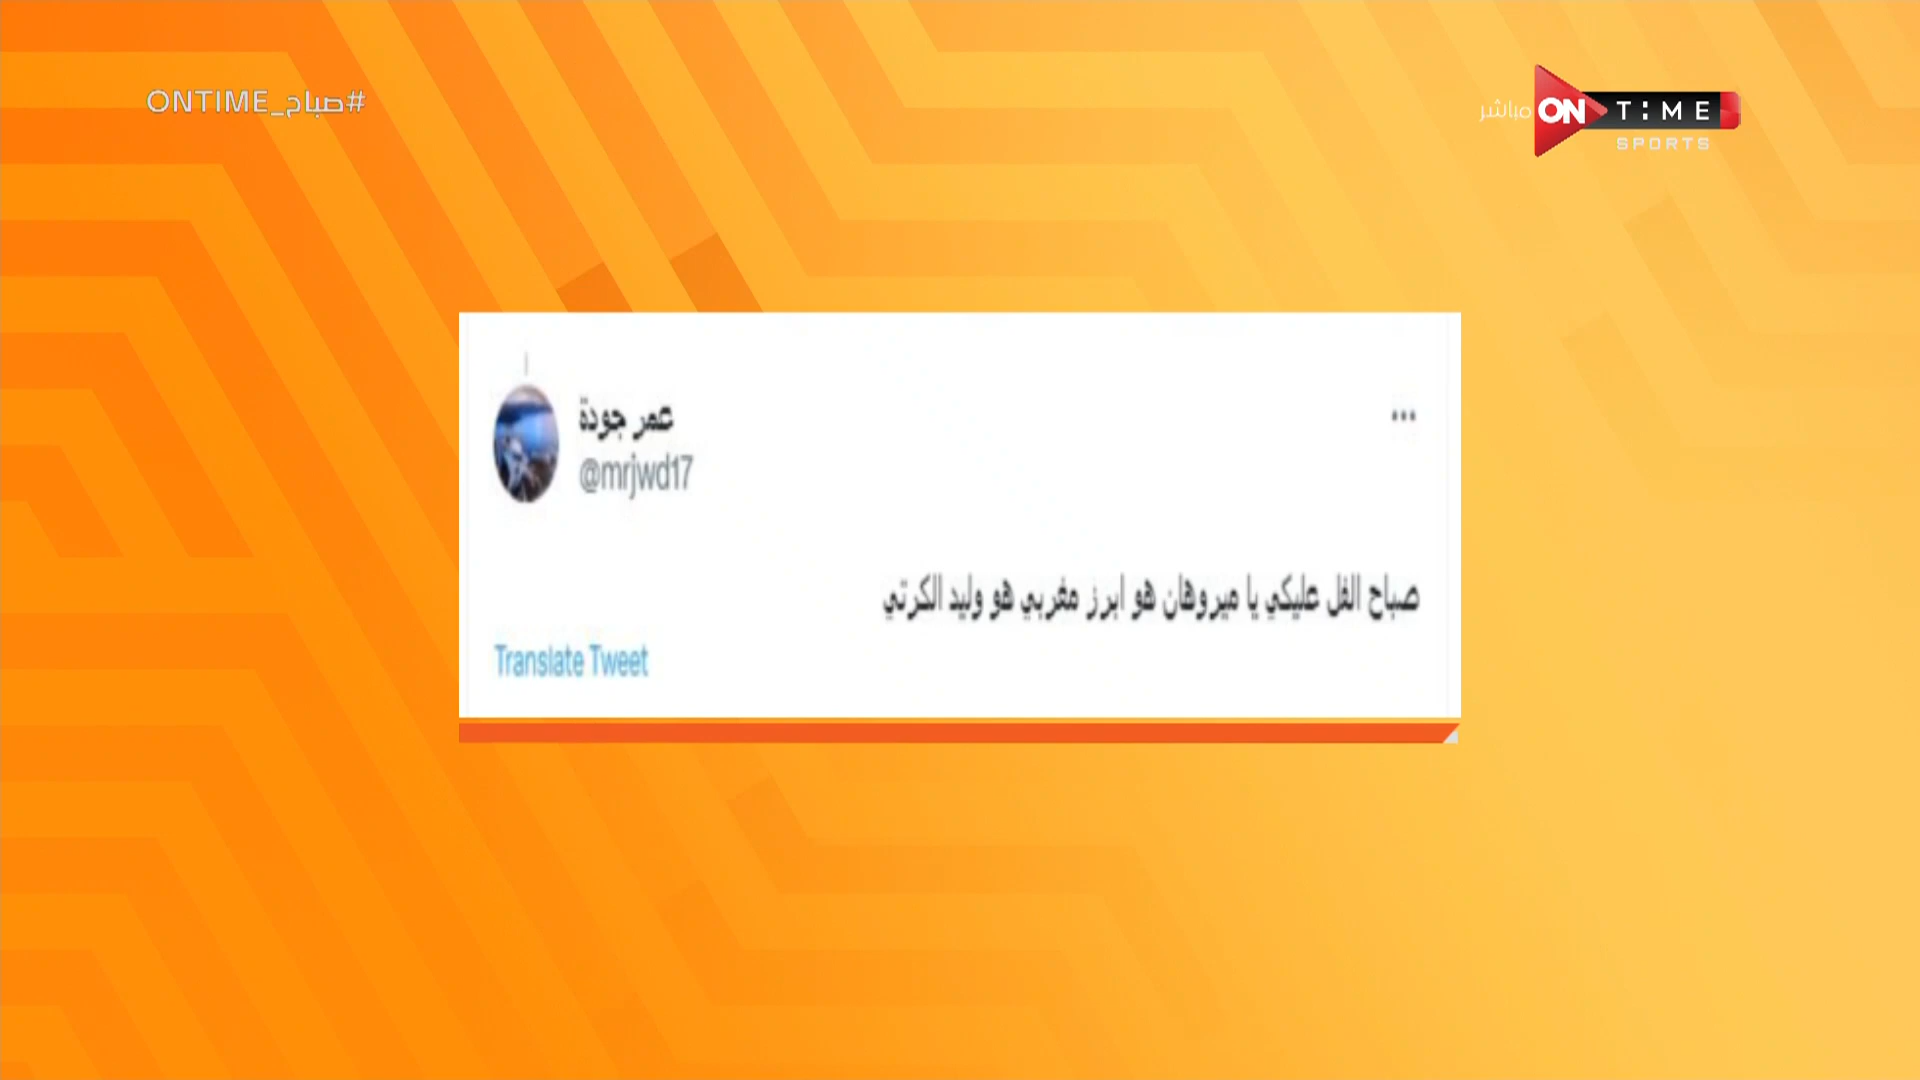 #صباح_ONTIME
مباشر ON TIME
SPORTS
عمر جودة
@mrjwd17
صباح الفل عليكي يا ميروهان هو ابرز مغربي هو وليد الكرتي
Translate Tweet